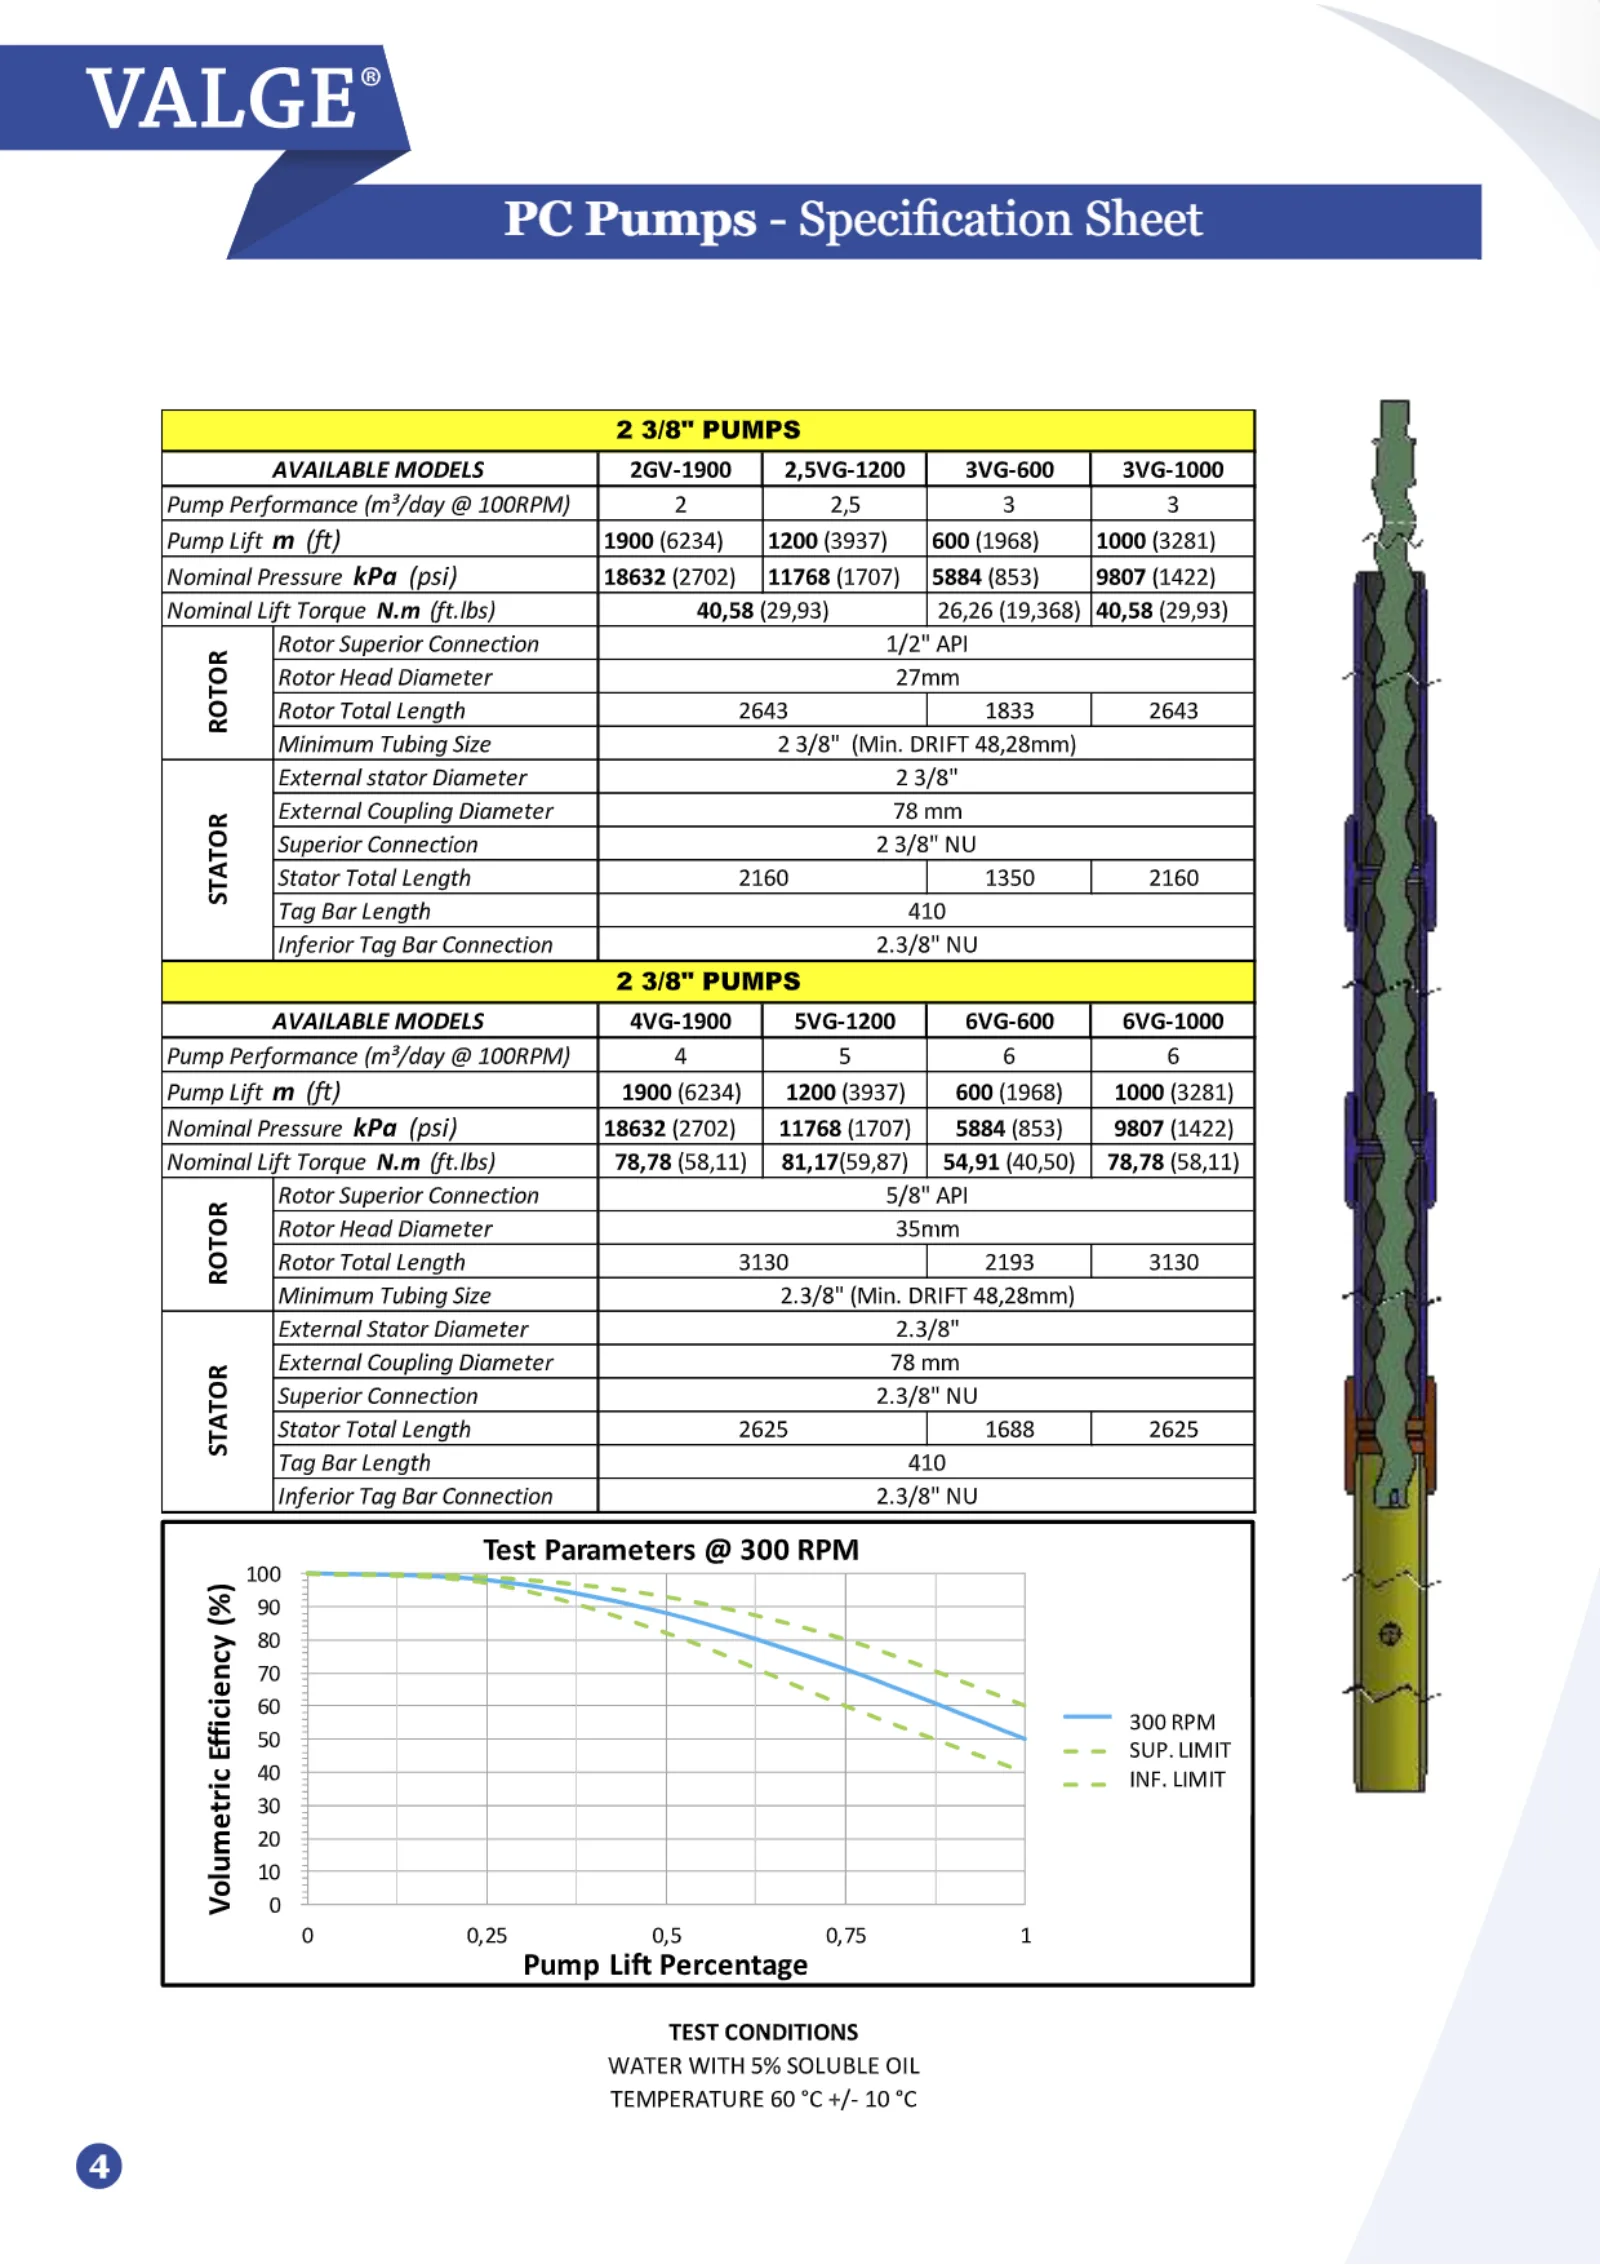 VALGE®
PC Pumps - Specification Sheet
2 3/8" PUMPS
AVAILABLE MODELS 2GV-1900 2,5VG-1200 3VG-600 3VG-1000
Pump Performance (m³/day @ 100RPM) 2 2,5 3 3
Pump Lift m (ft) 1900 (6234) 1200 (3937) 600 (1968) 1000 (3281)
Nominal Pressure kPa (psi) 18632 (2702) 11768 (1707) 5884 (853) 9807 (1422)
Nominal Lift Torque N.m (ft.lbs) 40,58 (29,93) 26,26 (19,368) 40,58 (29,93)
ROTOR
Rotor Superior Connection 1/2" API
Rotor Head Diameter 27mm
Rotor Total Length 2643 1833 2643
Minimum Tubing Size 2 3/8" (Min. DRIFT 48,28mm)
STATOR
External stator Diameter 2 3/8"
External Coupling Diameter 78 mm
Superior Connection 2 3/8" NU
Stator Total Length 2160 1350 2160
Tag Bar Length 410
Inferior Tag Bar Connection 2.3/8" NU
2 3/8" PUMPS
AVAILABLE MODELS 4VG-1900 5VG-1200 6VG-600 6VG-1000
Pump Performance (m³/day @ 100RPM) 4 5 6 6
Pump Lift m (ft) 1900 (6234) 1200 (3937) 600 (1968) 1000 (3281)
Nominal Pressure kPa (psi) 18632 (2702) 11768 (1707) 5884 (853) 9807 (1422)
Nominal Lift Torque N.m (ft.lbs) 78,78 (58,11) 81,17(59,87) 54,91 (40,50) 78,78 (58,11)
ROTOR
Rotor Superior Connection 5/8" API
Rotor Head Diameter 35mm
Rotor Total Length 3130 2193 3130
Minimum Tubing Size 2.3/8" (Min. DRIFT 48,28mm)
STATOR
External Stator Diameter 2.3/8"
External Coupling Diameter 78 mm
Superior Connection 2.3/8" NU
Stator Total Length 2625 1688 2625
Tag Bar Length 410
Inferior Tag Bar Connection 2.3/8" NU
Test Parameters @ 300 RPM
Volumetric Efficiency (%)
100
90
80
70
60
50
40
30
20
10
0
0 0,25 0,5 0,75 1
Pump Lift Percentage
300 RPM
SUP. LIMIT
INF. LIMIT
TEST CONDITIONS
WATER WITH 5% SOLUBLE OIL
TEMPERATURE 60 °C +/- 10 °C
4